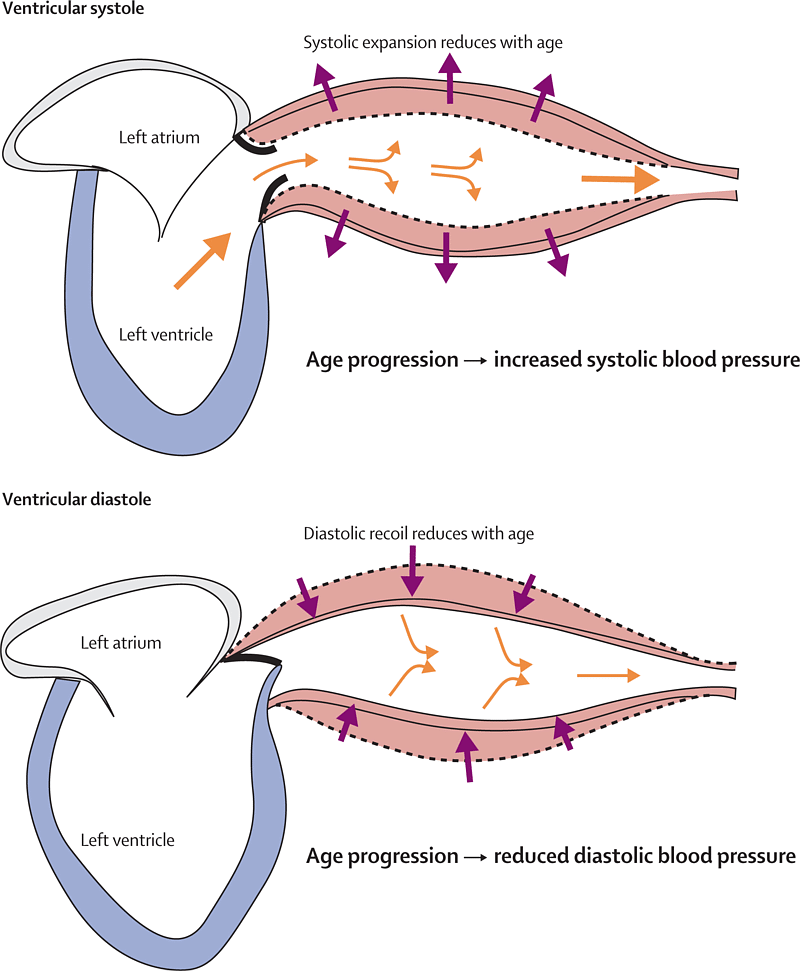 Ventricular systole
Systolic expansion reduces with age
Left atrium
Left ventricle
Age progression → increased systolic blood pressure
Ventricular diastole
Diastolic recoil reduces with age
Left atrium
Left ventricle
Age progression → reduced diastolic blood pressure